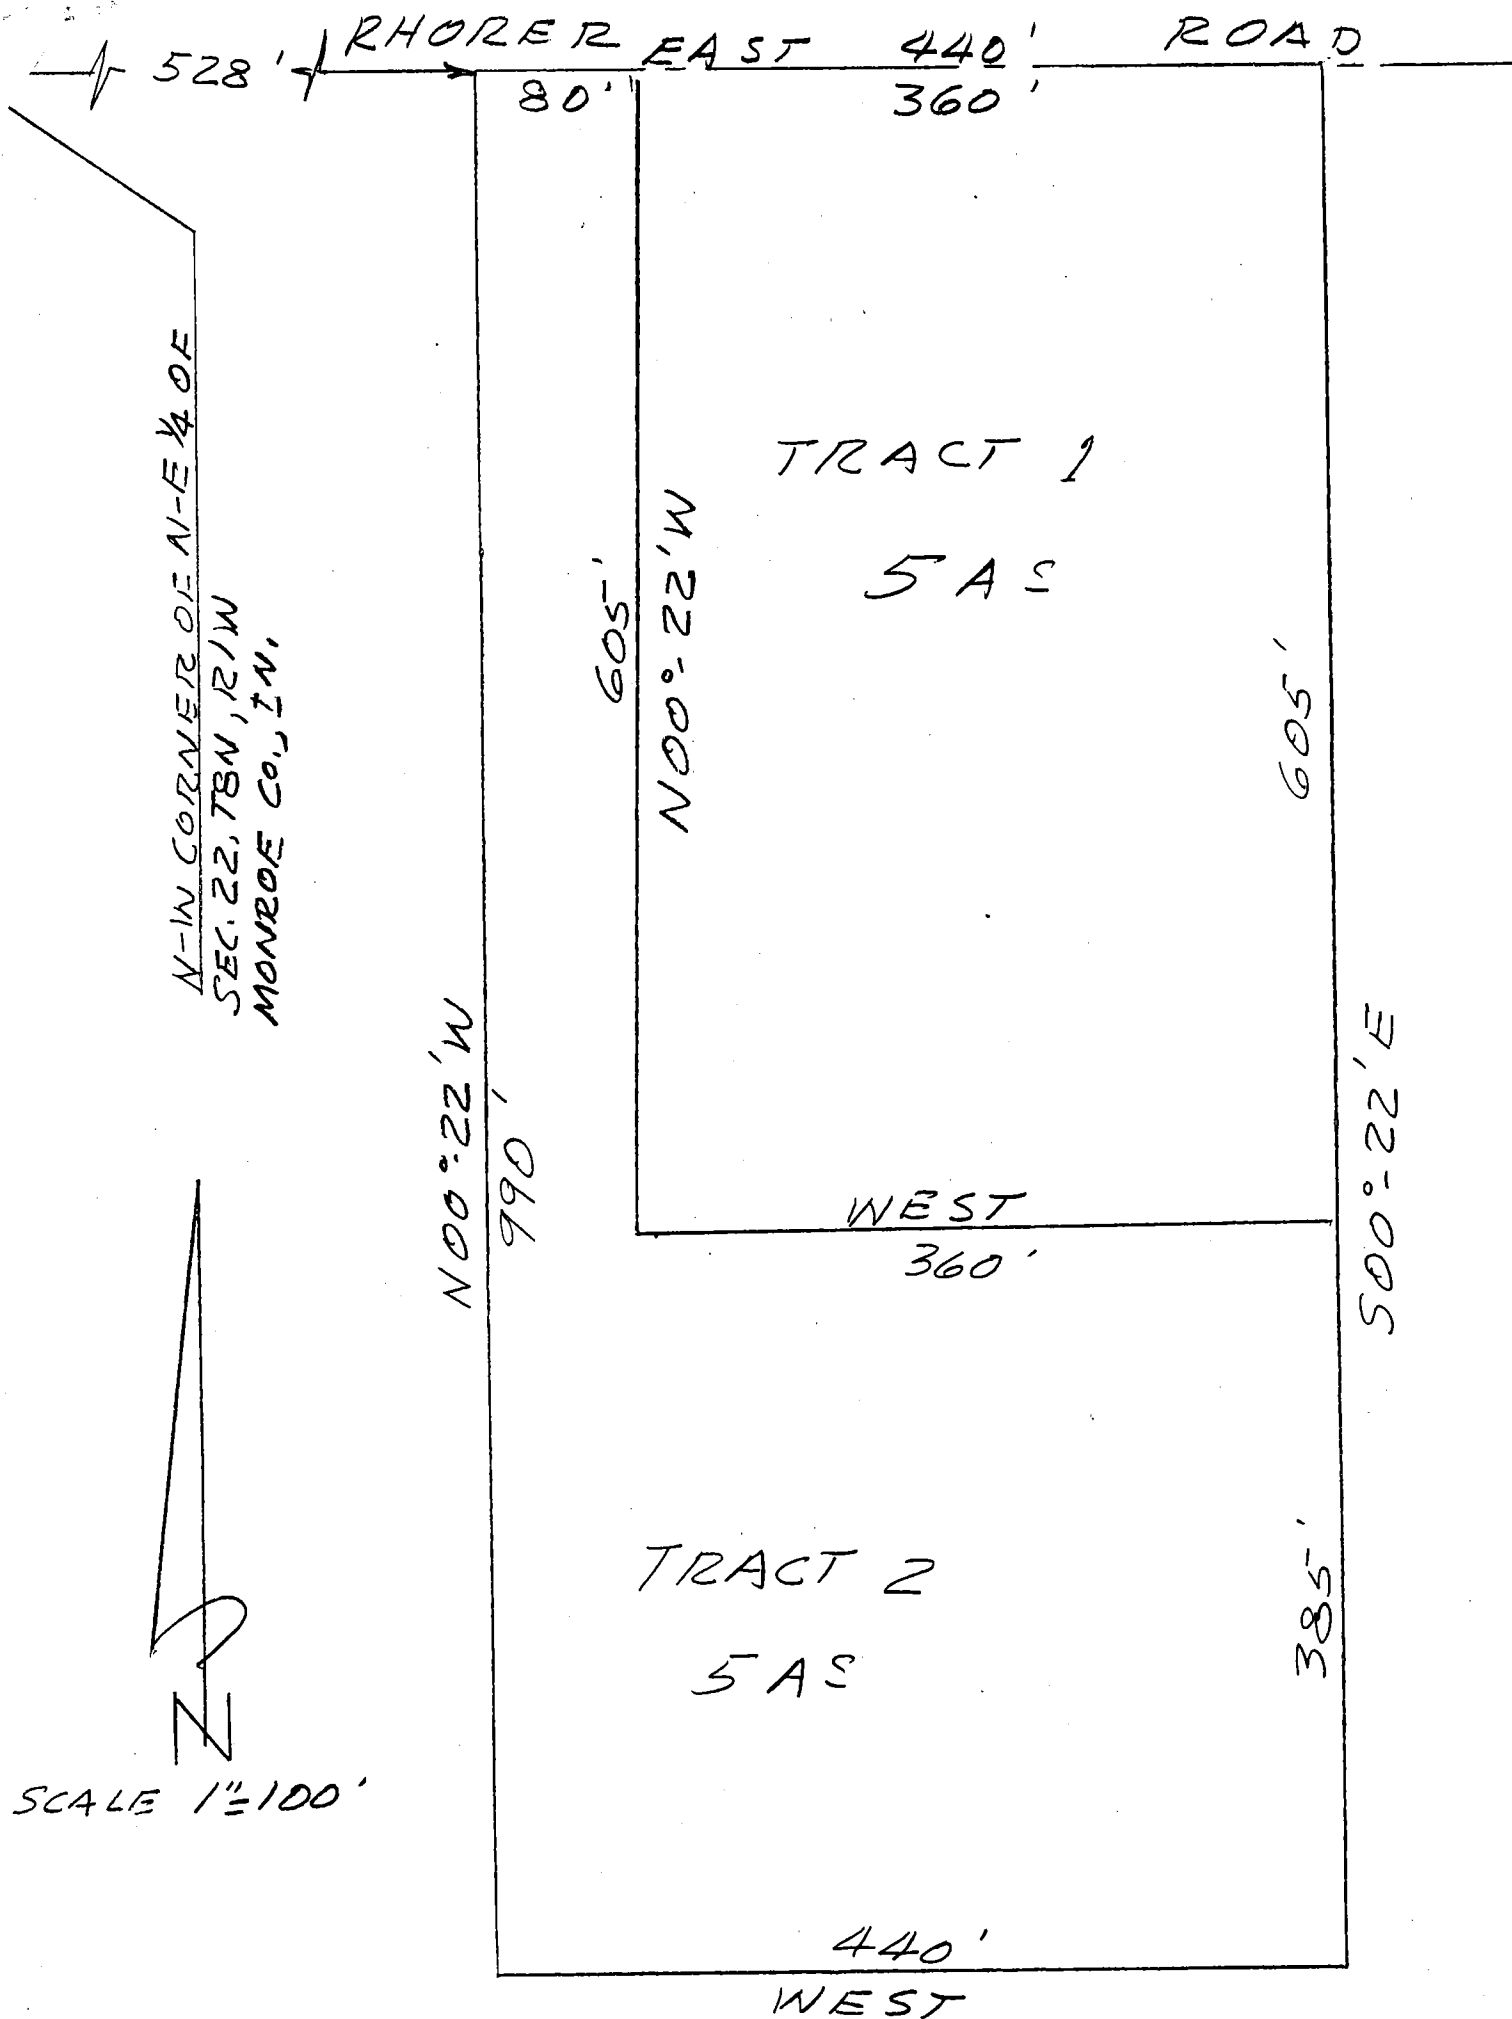 528' RHORER EAST 440' ROAD
80' 360'
N-W CORNER OF N-E ¼ OF
SEC. 22, T8N, R1W
MONROE CO., IN.
TRACT 1
5 AS
605'
N00°-22'W
605'
N00°-22'W
990'
WEST
360'
S00°-22'E
TRACT 2
5 AS
385'
N
SCALE 1"=100'
440'
WEST